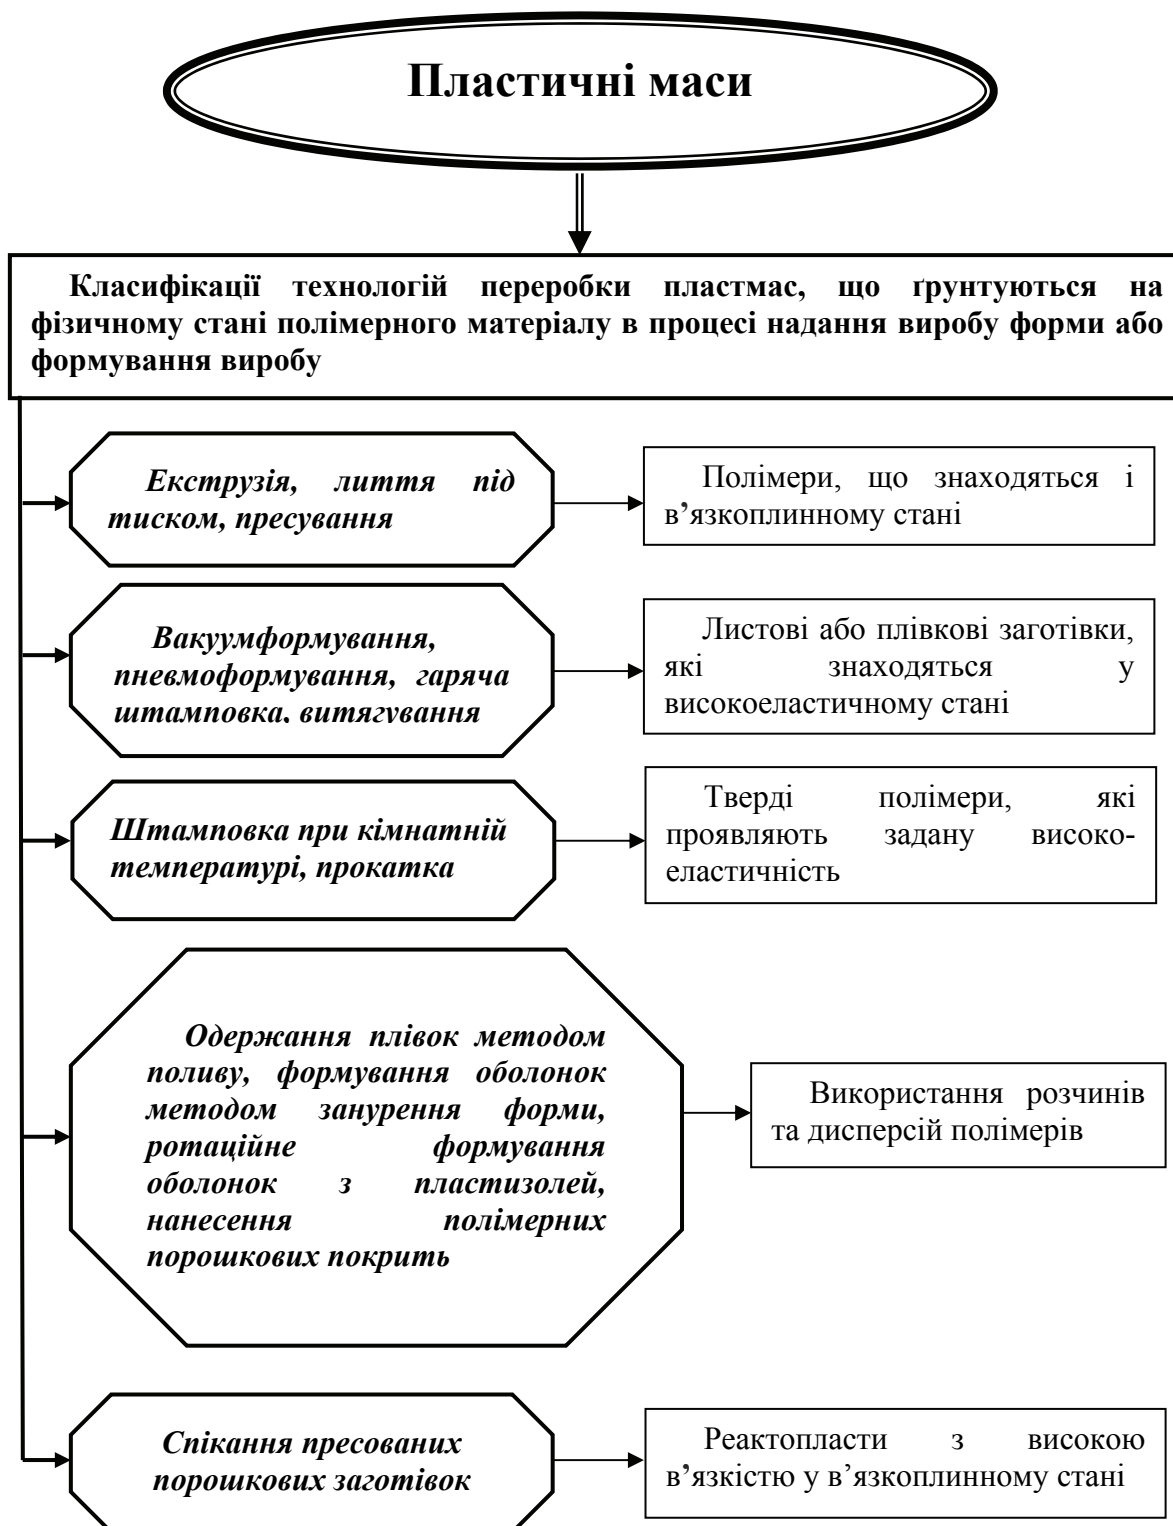 Пластичні маси
Класифікації технологій переробки пластмас, що ґрунтуються на
фізичному стані полімерного матеріалу в процесі надання виробу форми або
формування виробу
Екструзія, лиття під
тиском, пресування
Полімери, що знаходяться і
в’язкоплинному стані
Вакуумформування,
пневмоформування, гаряча
штамповка, витягування
Листові або плівкові заготівки,
які знаходяться у
високоеластичному стані
Штамповка при кімнатній
температурі, прокатка
Тверді полімери, які
проявляють задану високо-
еластичність
Одержання плівок методом
поливу, формування оболонок
методом занурення форми,
ротаційне формування
оболонок з пластизолей,
нанесення полімерних
порошкових покрить
Використання розчинів
та дисперсій полімерів
Спікання пресованих
порошкових заготівок
Реактопласти з високою
в’язкістю у в’язкоплинному стані